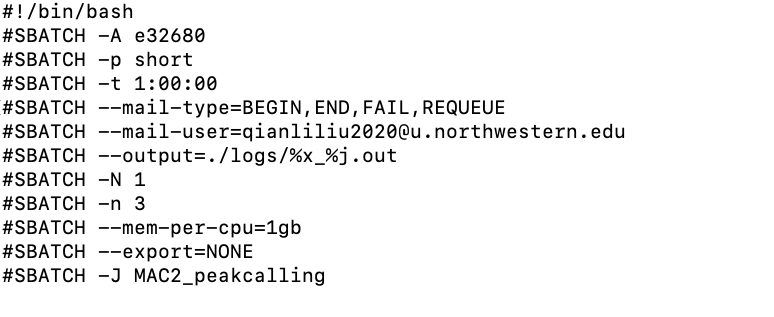 #!/bin/bash
#SBATCH -A e32680
#SBATCH -p short
#SBATCH -t 1:00:00
#SBATCH --mail-type=BEGIN,END,FAIL,REQUEUE
#SBATCH --mail-user=qianliliu2020@u.northwestern.edu
#SBATCH --output=./logs/%x_%j.out
#SBATCH -N 1
#SBATCH -n 3
#SBATCH --mem-per-cpu=1gb
#SBATCH --export=NONE
#SBATCH -J MAC2_peakcalling